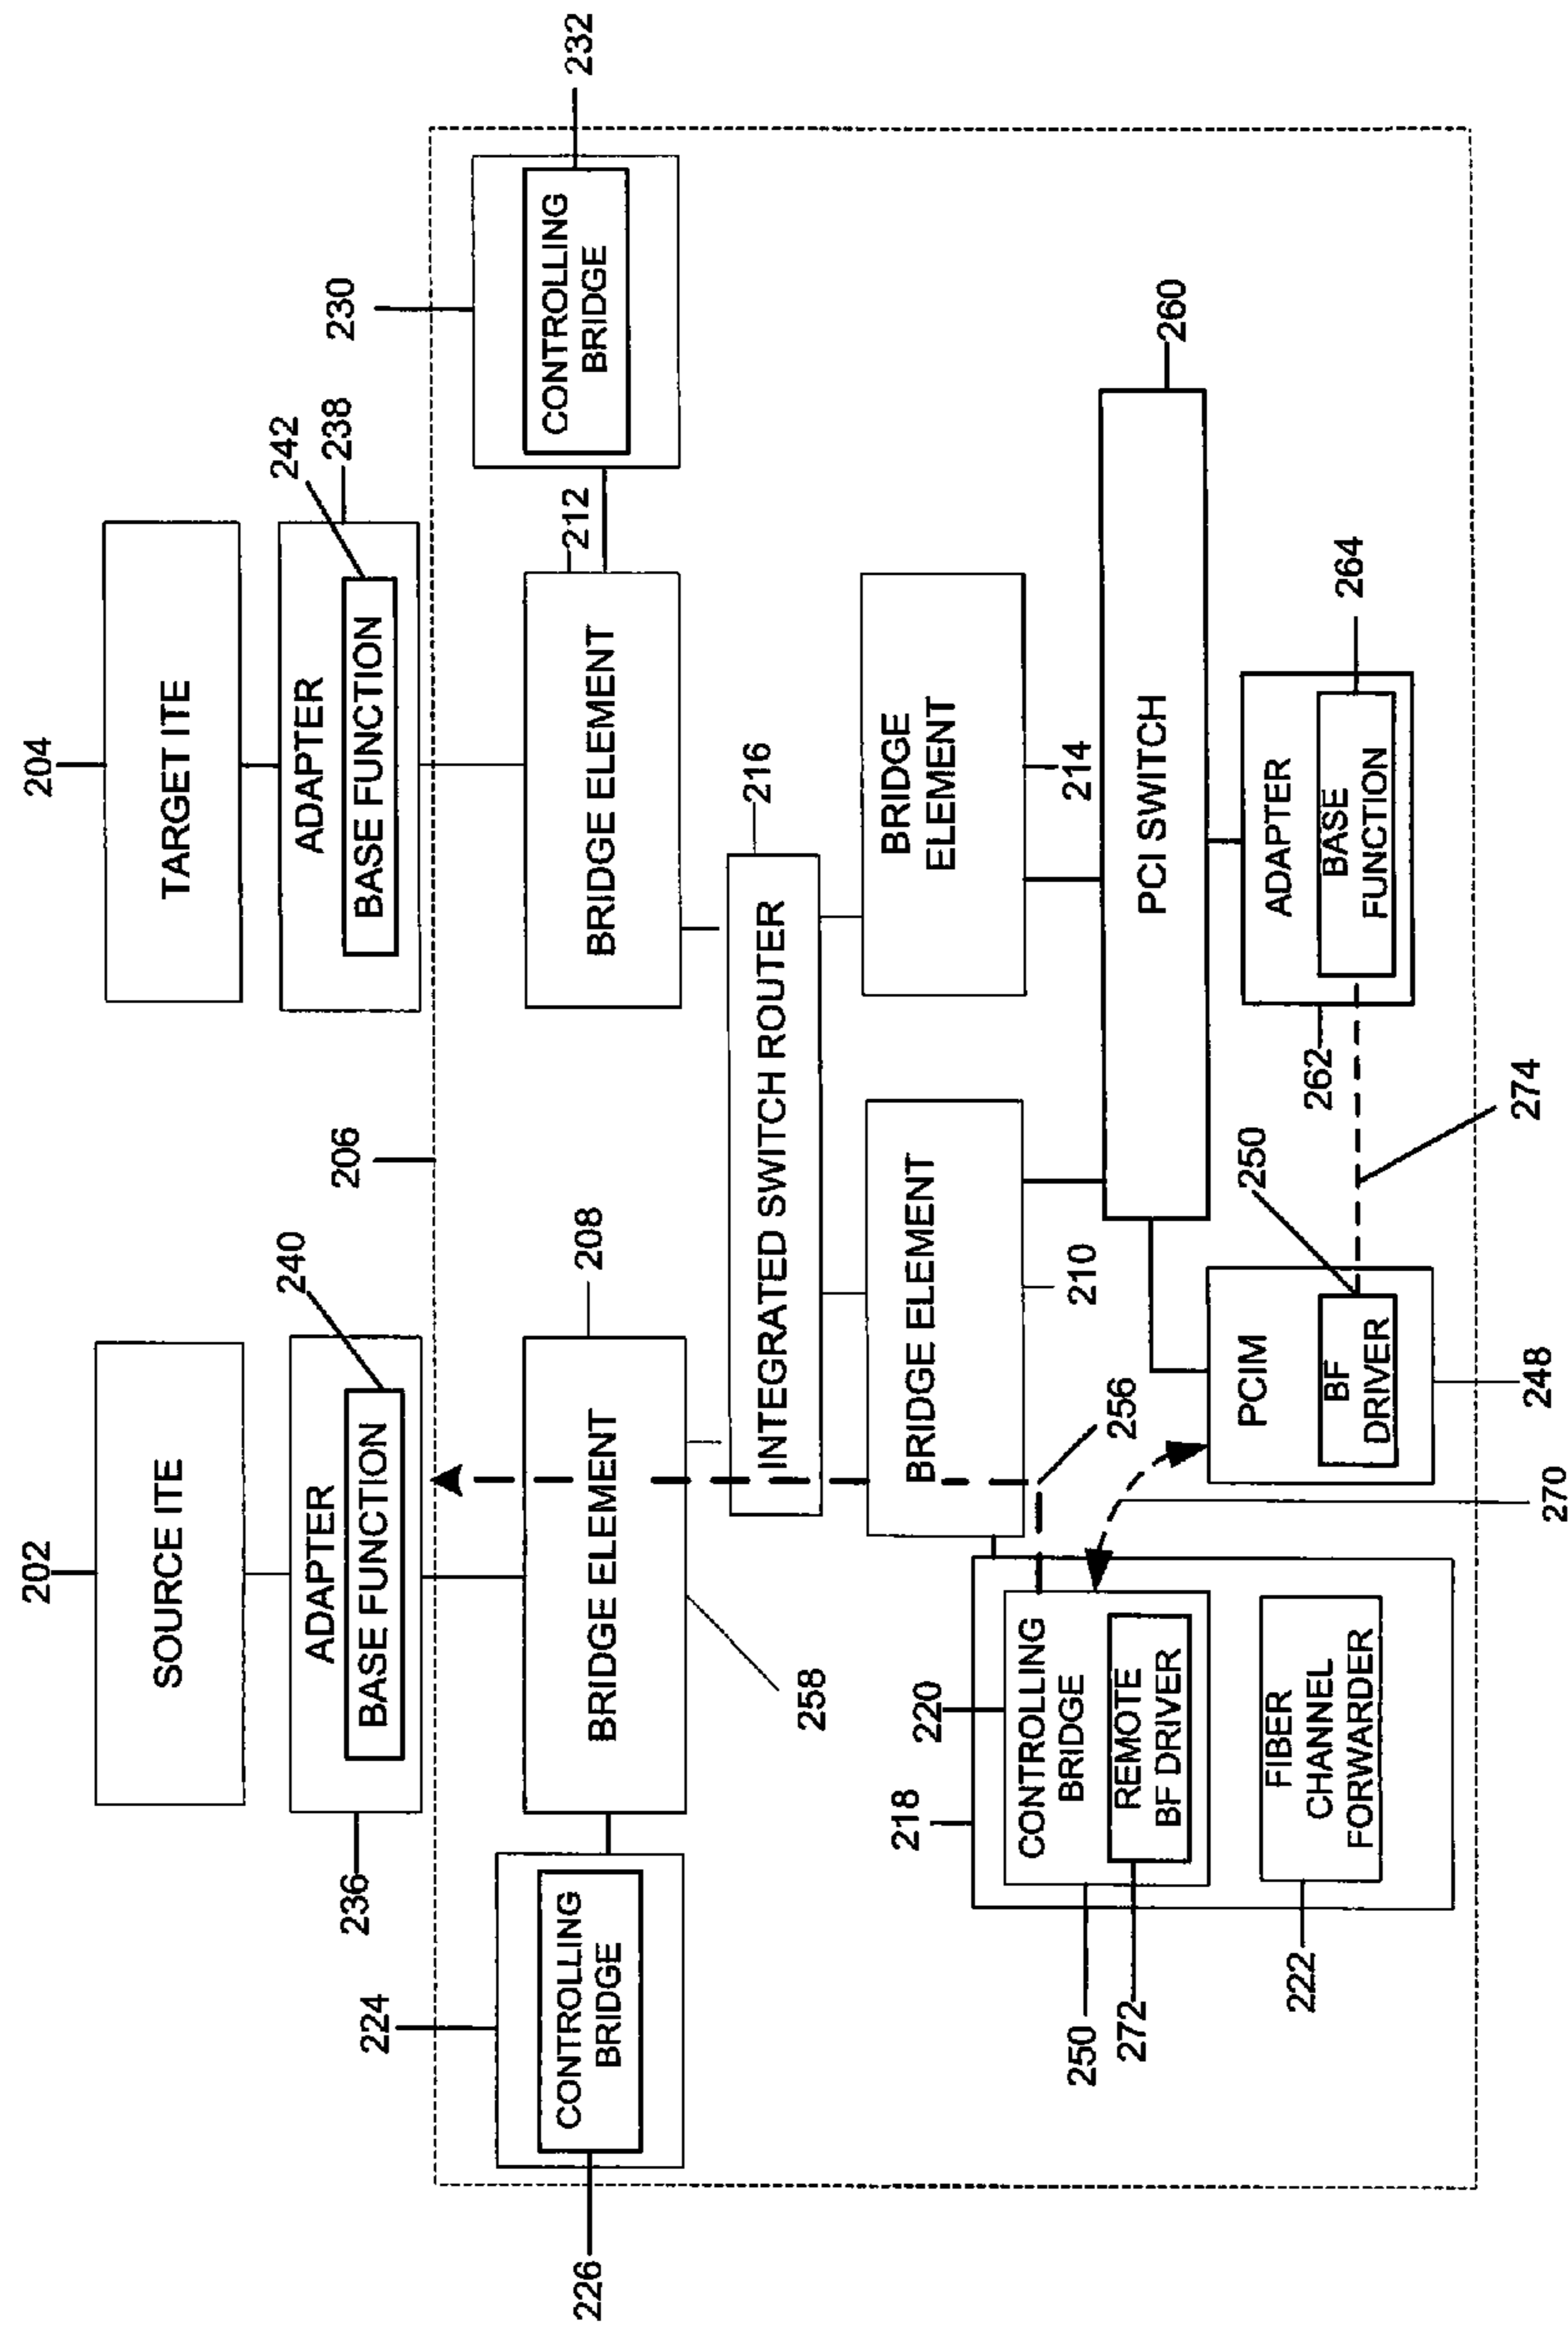 202
204
SOURCE ITE
TARGET ITE
240
242
238
206
230
232
236
ADAPTER
BASE FUNCTION
ADAPTER
BASE FUNCTION
224
226
CONTROLLING
BRIDGE
BRIDGE ELEMENT
208
258
BRIDGE ELEMENT
212
CONTROLLING
BRIDGE
216
INTEGRATED SWITCH ROUTER
BRIDGE ELEMENT
210
BRIDGE
ELEMENT
214
218
220
CONTROLLING
BRIDGE
REMOTE
BF DRIVER
250
272
FIBER
CHANNEL
FORWARDER
222
256
PCI SWITCH
260
PCIM
BF
DRIVER
250
248
270
262
ADAPTER
BASE
FUNCTION
264
274